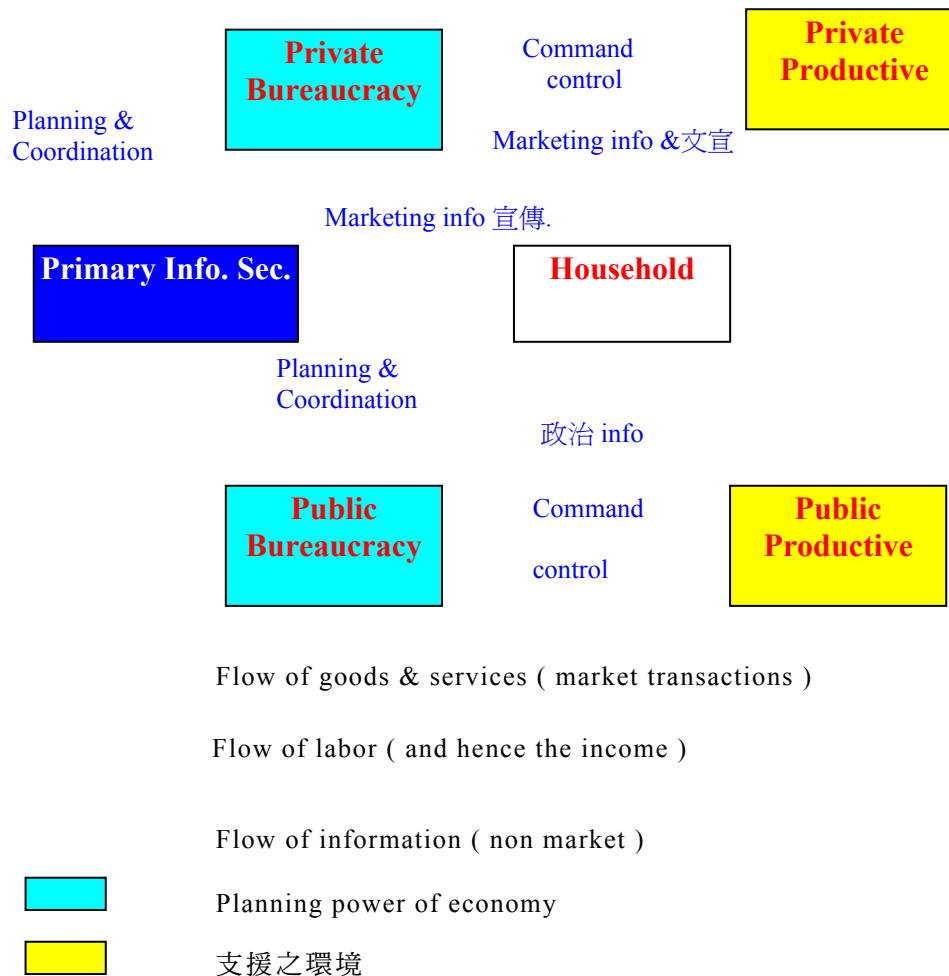 Private
Bureaucracy
Command
control
Private
Productive
Planning &
Coordination
Marketing info &文宣
Marketing info 宣傳.
Primary Info. Sec.
Household
Planning &
Coordination
政治 info
Public
Bureaucracy
Command
control
Public
Productive
Flow of goods & services ( market transactions )
Flow of labor ( and hence the income )
Flow of information ( non market )
Planning power of economy
支援之環境